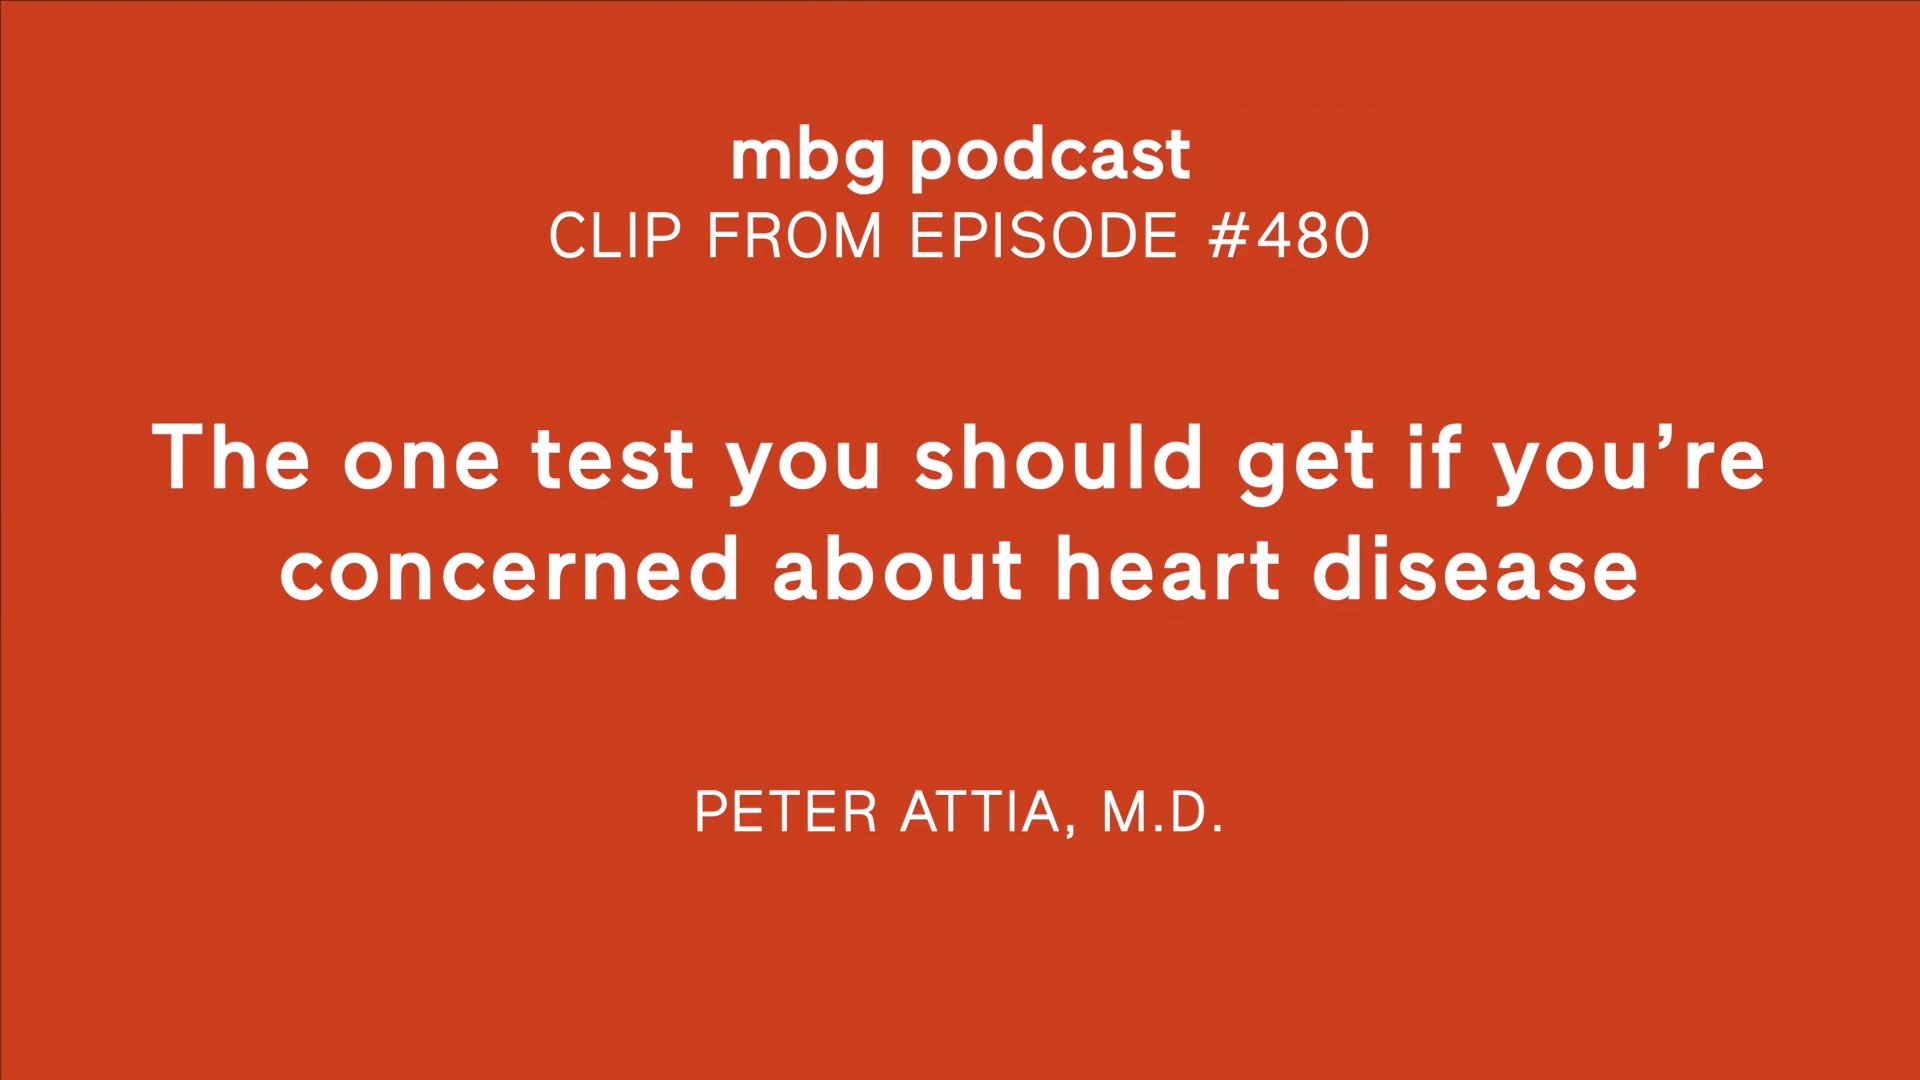 mbg podcast
CLIP FROM EPISODE #480
The one test you should get if you’re
concerned about heart disease
PETER ATTIA, M.D.